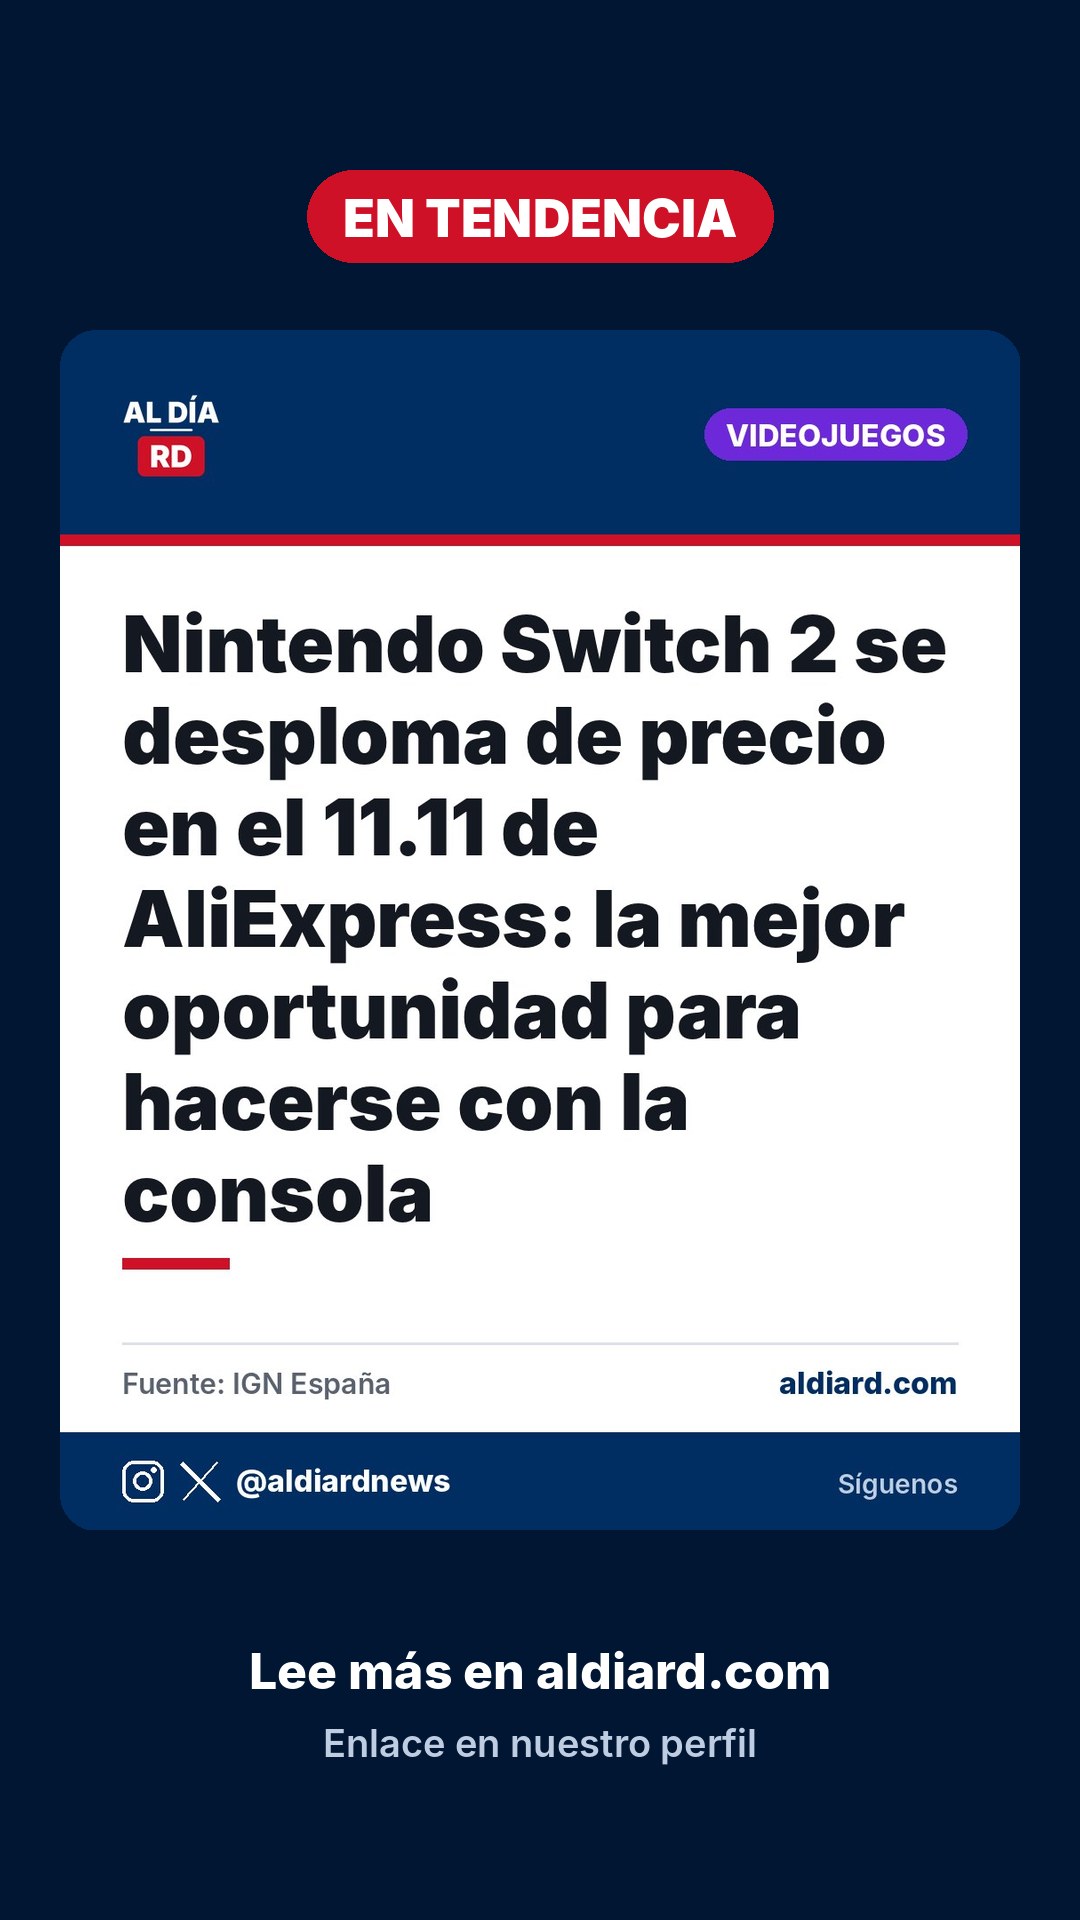 EN TENDENCIA
AL DÍA
RD
VIDEOJUEGOS
Nintendo Switch 2 se
desploma de precio
en el 11.11 de
AliExpress: la mejor
oportunidad para
hacerse con la
consola
Fuente: IGN España
aldiard.com
@aldiardnews
Síguenos
Lee más en aldiard.com
Enlace en nuestro perfil